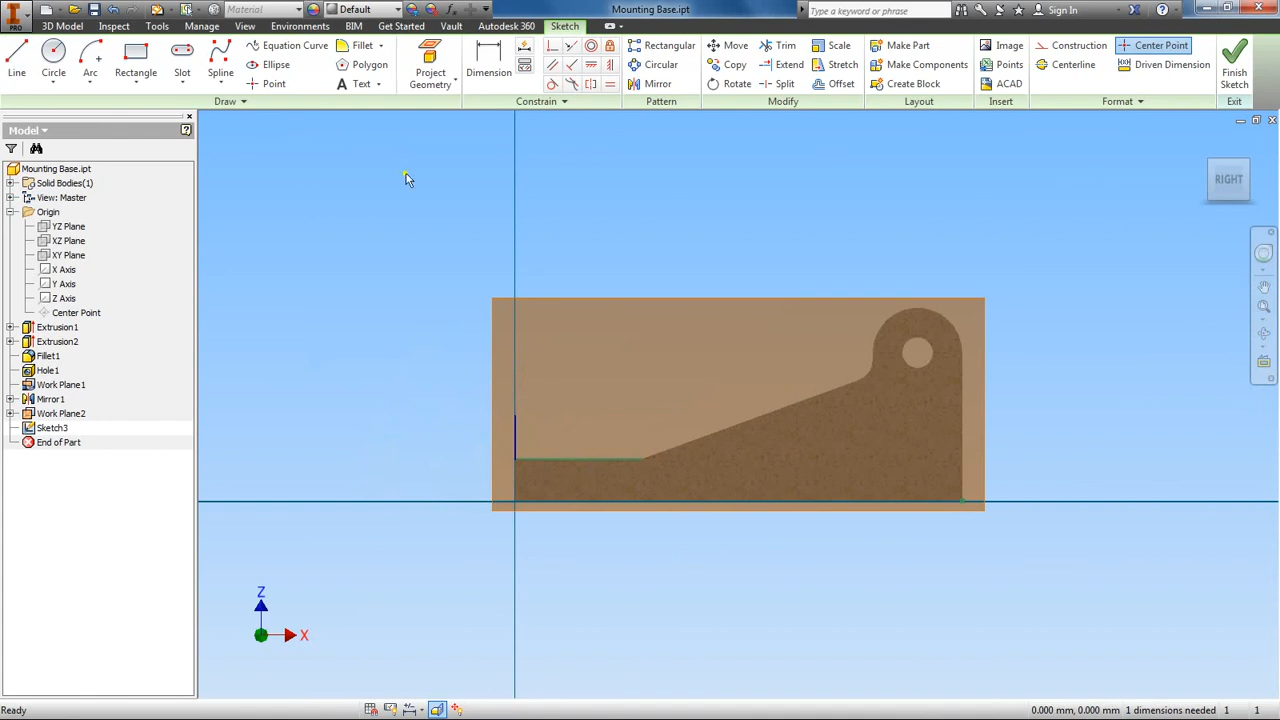 PRO
Material
Default
Mounting Base.ipt
Type a keyword or phrase
Sign In
3D Model Inspect Tools Manage View Environments BIM Get Started Vault Autodesk 360 Sketch
Line
Circle
Arc
Rectangle
Slot
Spline
Equation Curve
Ellipse
Point
Fillet
Polygon
Text
Project Geometry
Dimension
Rectangular
Circular
Mirror
Move
Copy
Rotate
Trim
Extend
Split
Scale
Stretch
Offset
Make Part
Make Components
Create Block
Image
Points
ACAD
Construction
Centerline
Center Point
Driven Dimension
Finish Sketch
Draw Constrain Pattern Modify Layout Insert Format Exit
Model
Mounting Base.ipt
Solid Bodies(1)
View: Master
Origin
YZ Plane
XZ Plane
XY Plane
X Axis
Y Axis
Z Axis
Center Point
Extrusion1
Extrusion2
Fillet1
Hole1
Work Plane1
Mirror1
Work Plane2
Sketch3
End of Part
RIGHT
Z
X
Ready
0.000 mm, 0.000 mm 1 dimensions needed 1 1